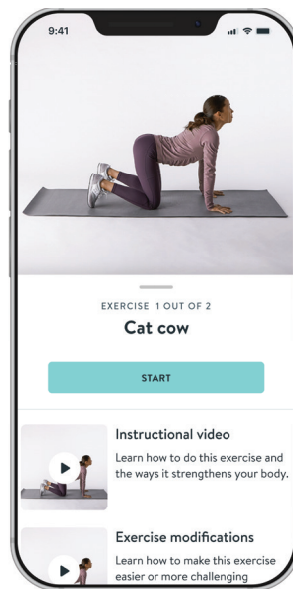 9:41
EXERCISE 1 OUT OF 2
Cat cow
START
Instructional video
Learn how to do this exercise and
the ways it strengthens your body.
Exercise modifications
Learn how to make this exercise
easier or more challenging